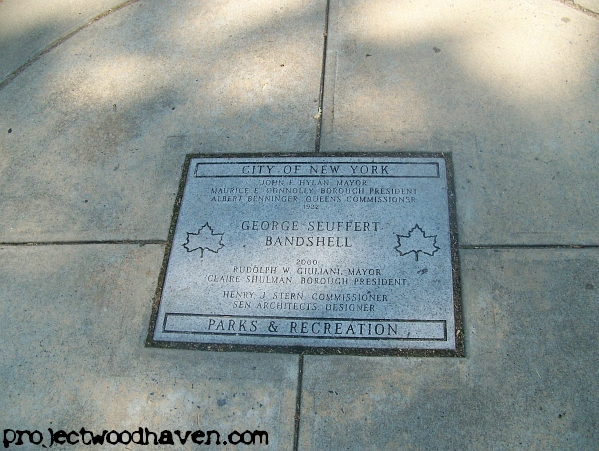 CITY OF NEW YORK
JOHN F. HYLAN, MAYOR
MAURICE E. CONNOLLY, BOROUGH PRESIDENT
ALBERT BENNINGER, QUEENS COMMISSIONER
1922
GEORGE SEUFFERT
BANDSHELL
2000
RUDOLPH W. GIULIANI, MAYOR
CLAIRE SHULMAN, BOROUGH PRESIDENT
HENRY J. STERN, COMMISSIONER
SEN ARCHITECTS, DESIGNER
PARKS & RECREATION
projectwoodhaven.com